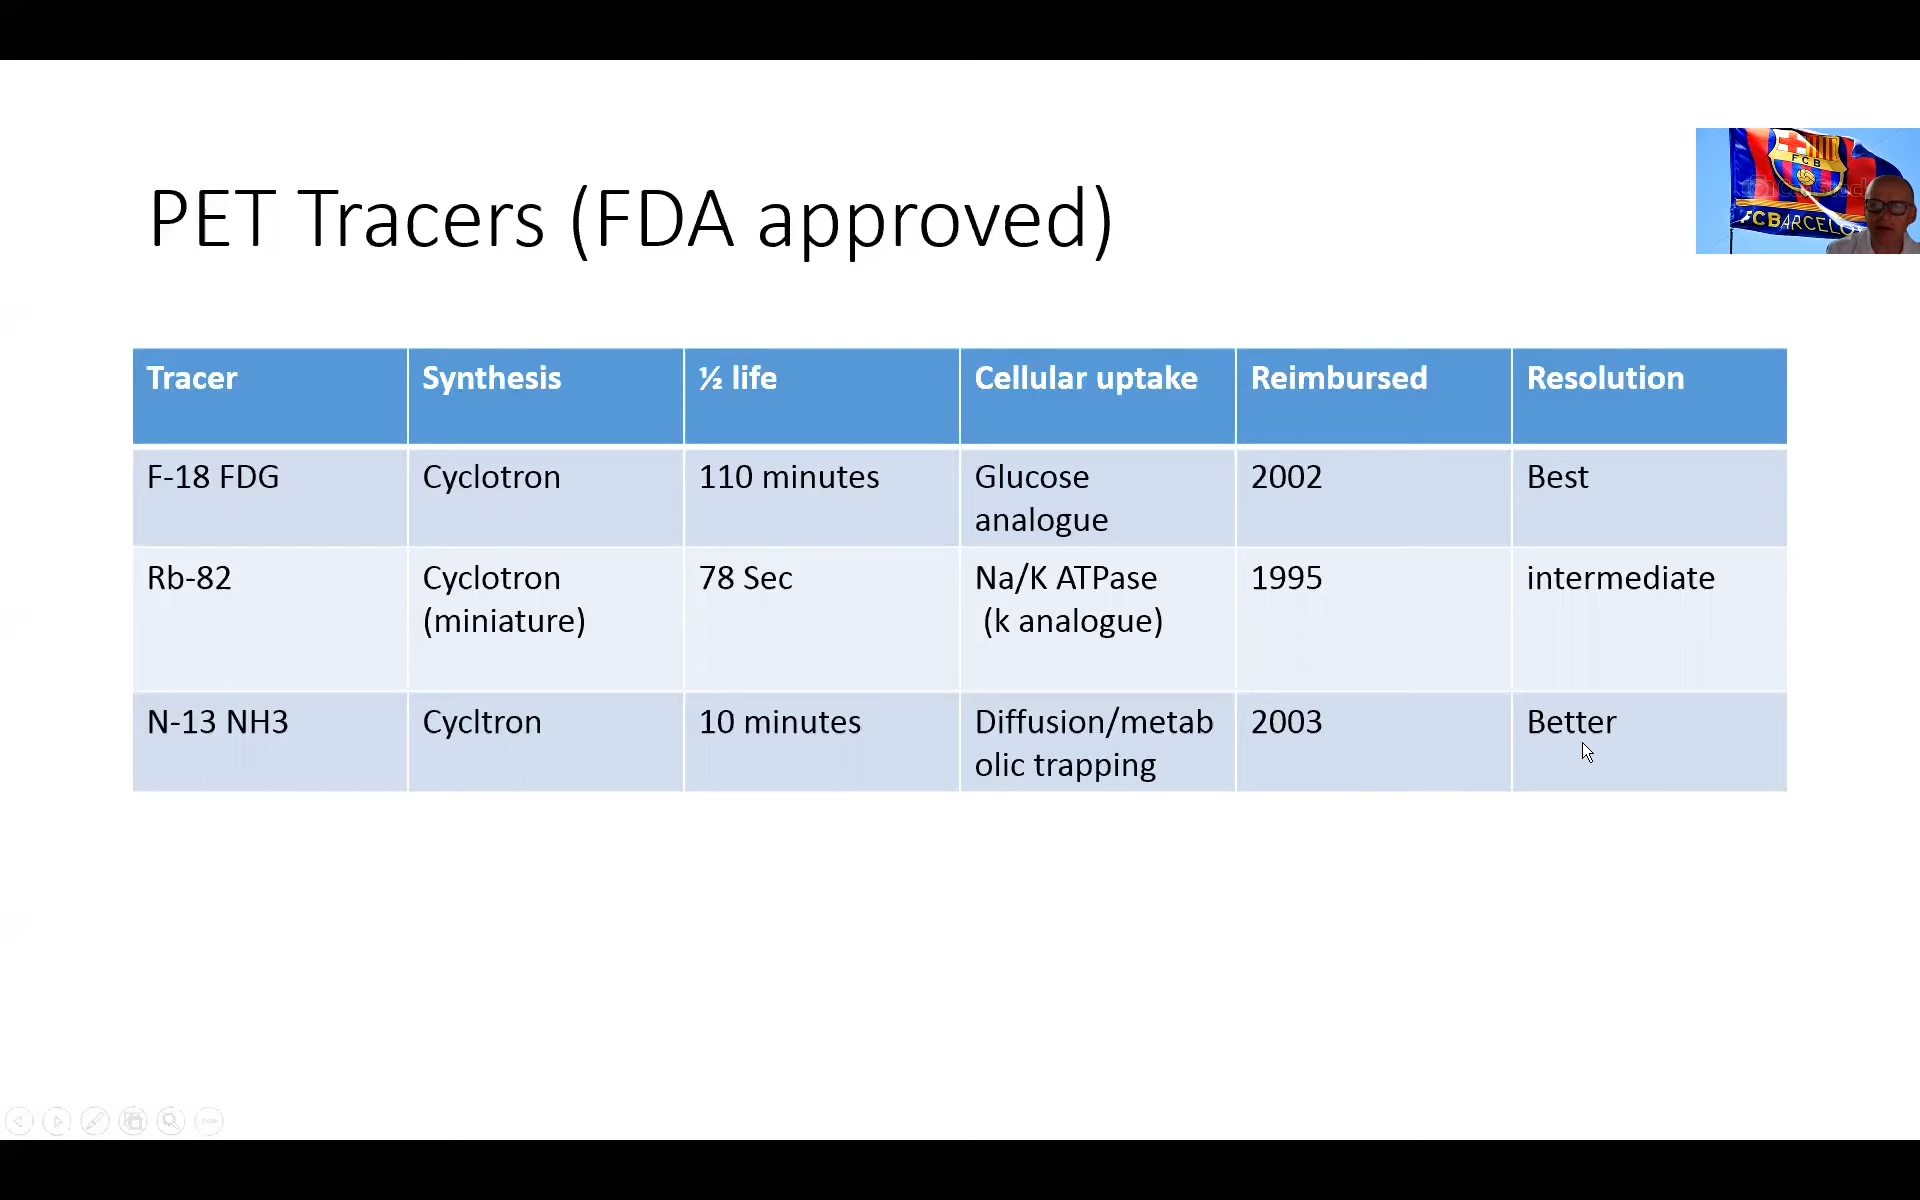 PET Tracers (FDA approved)
FCB
FCBARCELO
Tracer
Synthesis
½ life
Cellular uptake
Reimbursed
Resolution
F-18 FDG
Cyclotron
110 minutes
Glucose
analogue
2002
Best
Rb-82
Cyclotron
(miniature)
78 Sec
Na/K ATPase
(k analogue)
1995
intermediate
N-13 NH3
Cycltron
10 minutes
Diffusion/metab
olic trapping
2003
Better